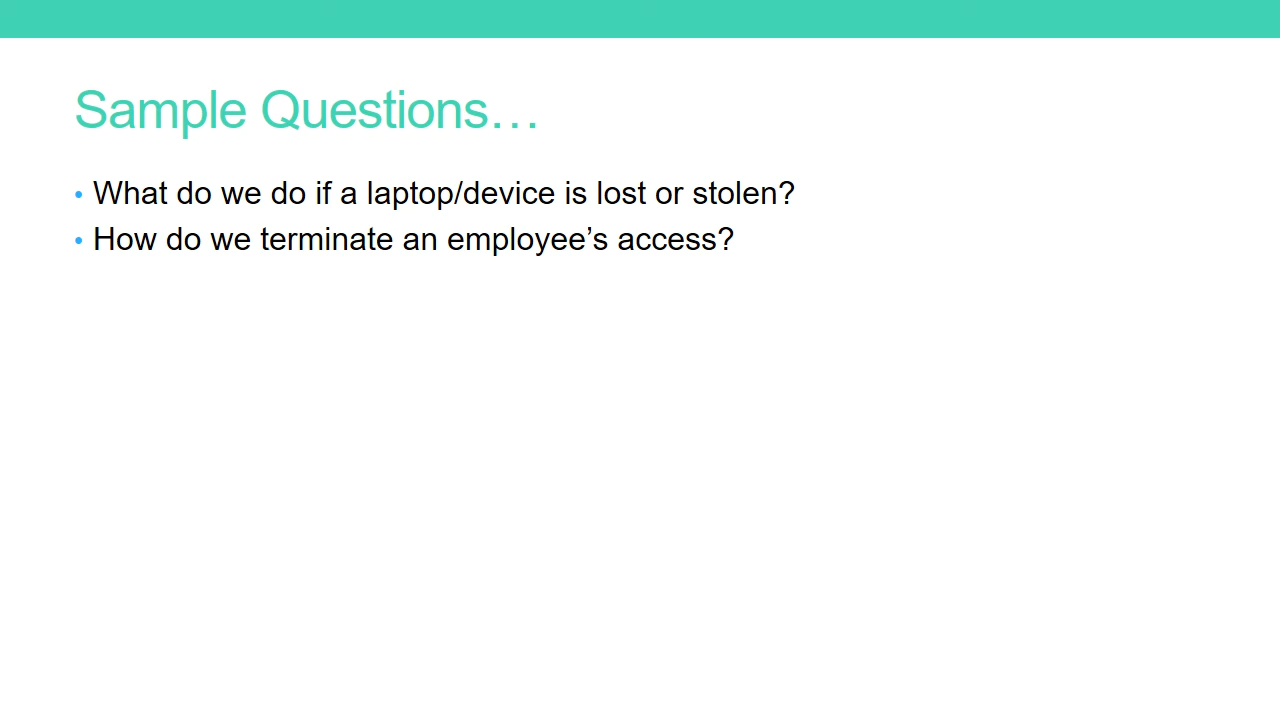 Sample Questions…
• What do we do if a laptop/device is lost or stolen?
• How do we terminate an employee’s access?